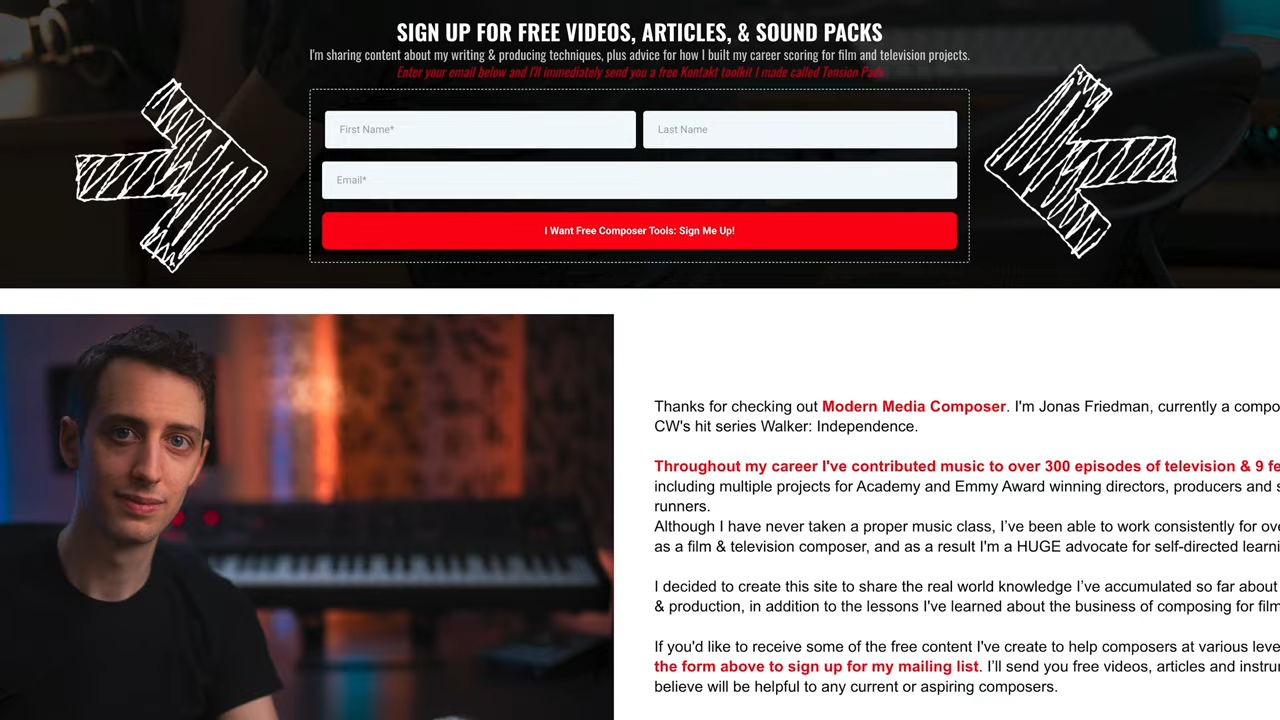 SIGN UP FOR FREE VIDEOS, ARTICLES, & SOUND PACKS
I'm sharing content about my writing & producing techniques, plus advice for how I built my career scoring for film and television projects.
Enter your email below and I'll immediately send you a free Kontakt toolkit I made called Tension Pads
First Name*
Last Name
Email*
I Want Free Composer Tools: Sign Me Up!
Thanks for checking out Modern Media Composer. I'm Jonas Friedman, currently a compo
CW's hit series Walker: Independence.
Throughout my career I've contributed music to over 300 episodes of television & 9 fe
including multiple projects for Academy and Emmy Award winning directors, producers and s
runners.
Although I have never taken a proper music class, I've been able to work consistently for ove
as a film & television composer, and as a result I'm a HUGE advocate for self-directed learni
I decided to create this site to share the real world knowledge I've accumulated so far about
& production, in addition to the lessons I've learned about the business of composing for film
If you'd like to receive some of the free content I've create to help composers at various leve
the form above to sign up for my mailing list. I'll send you free videos, articles and instru
believe will be helpful to any current or aspiring composers.